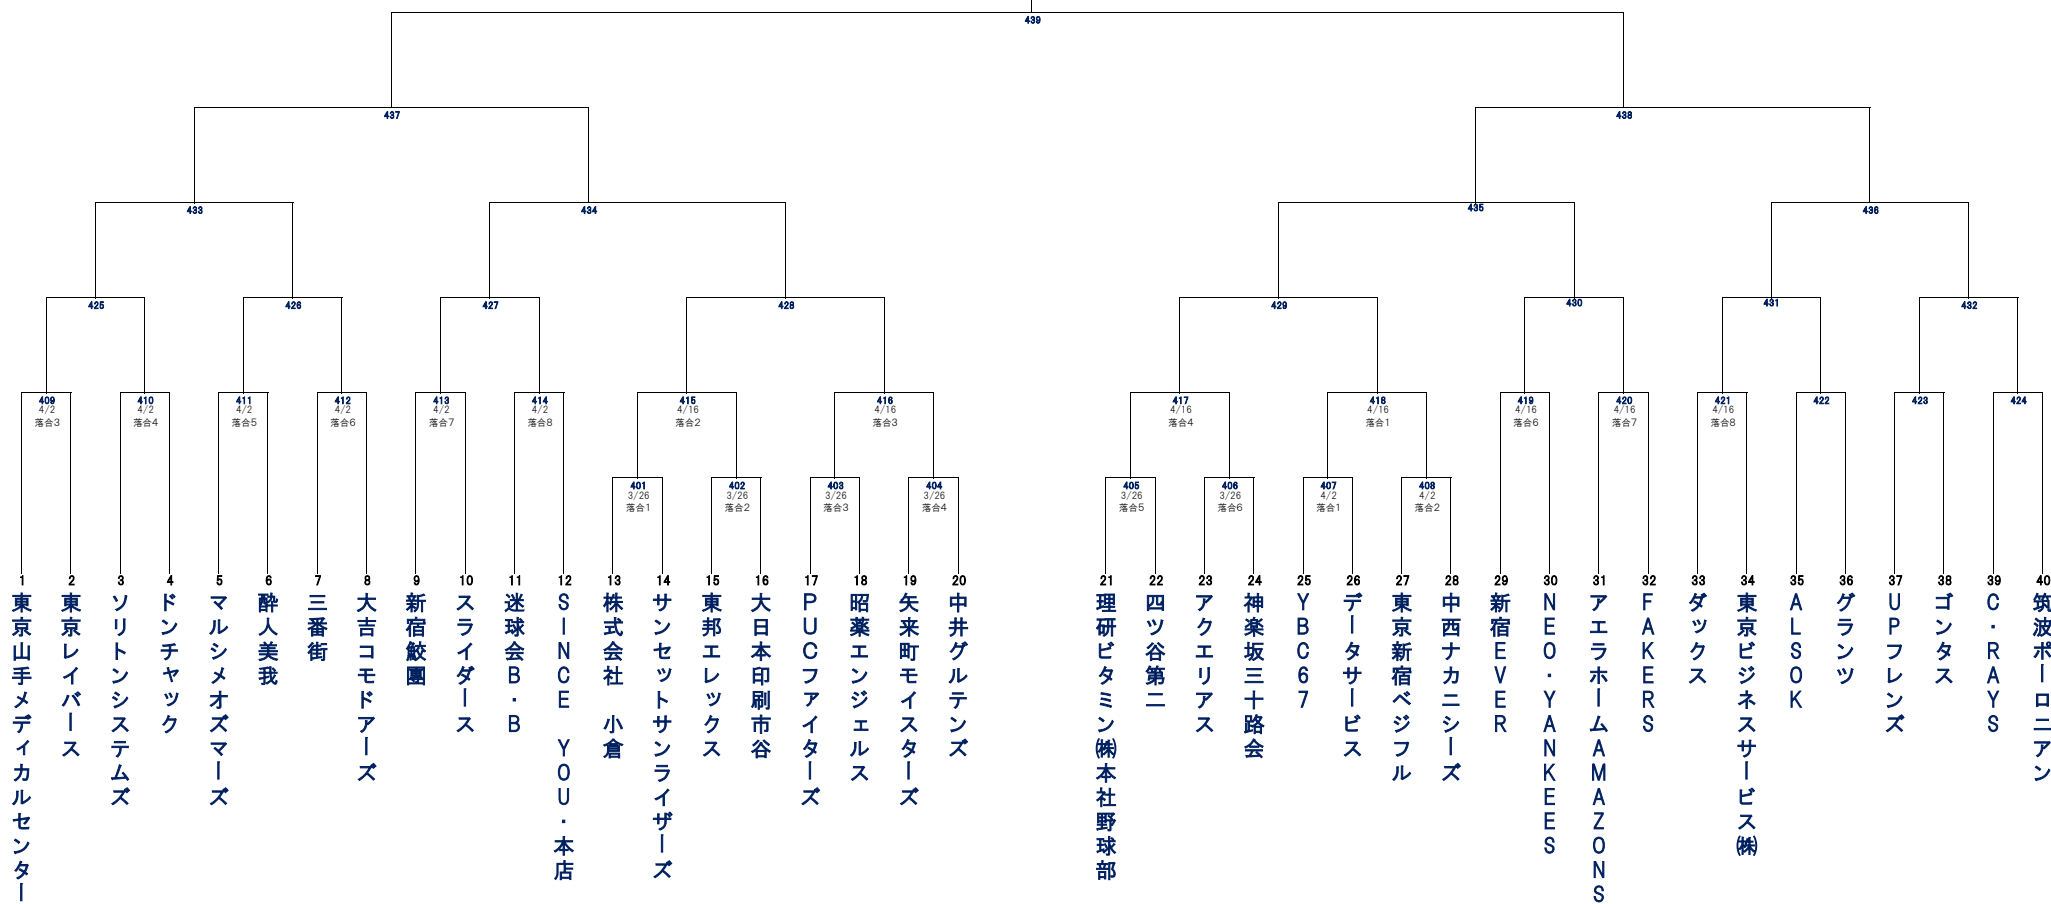 439
437
438
433
434
435
436
425
426
427
428
429
430
431
432
409
4/2
落合3
410
4/2
落合4
411
4/2
落合5
412
4/2
落合6
413
4/2
落合7
414
4/2
落合8
415
4/16
落合2
416
4/16
落合3
417
4/16
落合4
418
4/16
落合1
419
4/16
落合6
420
4/16
落合7
421
4/16
落合8
422
423
424
401
3/26
落合1
402
3/26
落合2
403
3/26
落合3
404
3/26
落合4
405
3/26
落合5
406
3/26
落合6
407
4/2
落合1
408
4/2
落合2
1
東京山手メディカルセンター
2
東京レイバース
3
ソリトンシステムズ
4
ドンチャック
5
マルシメオズマーズ
6
酔人美我
7
三番街
8
大吉コモドアーズ
9
新宿鮫團
10
スライダース
11
迷球会B・B
12
SINCE YOU・本店
13
株式会社 小倉
14
サンセットサンライザーズ
15
東邦エレックス
16
大日本印刷市谷
17
PUCファイターズ
18
昭薬エンジェルス
19
矢来町モイスターズ
20
中井グルテンズ
21
理研ビタミン㈱本社野球部
22
四ツ谷第二
23
アクエリアス
24
神楽坂三十路会
25
YBC67
26
データサービス
27
東京新宿ベジフル
28
中西ナカニシーズ
29
新宿EVER
30
NEO・YANKEES
31
アエラホームAMAZONS
32
FAKERS
33
ダックス
34
東京ビジネスサービス㈱
35
ALSOK
36
グランツ
37
UPフレンズ
38
ゴンタス
39
C・RAYS
40
筑波ポーロニアン